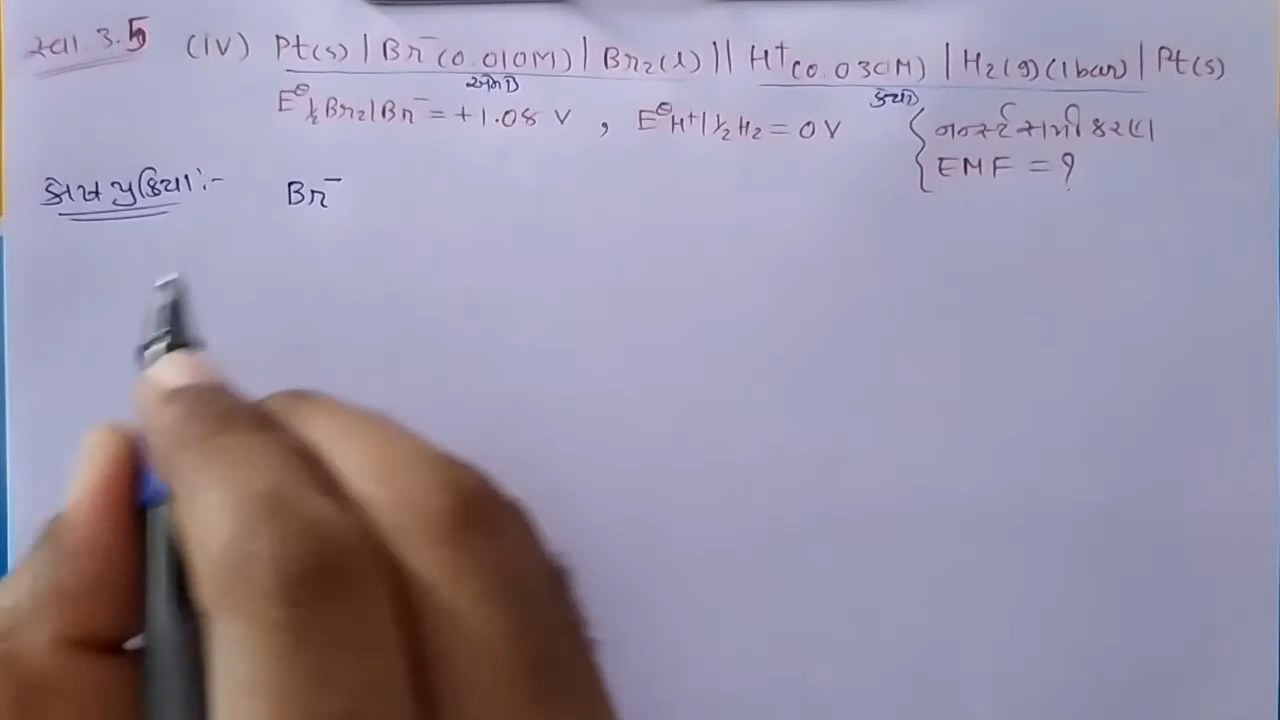 સ્વા. 3.5 (iv) Pt(s) | Br⁻(0.010M) | Br₂(l) || H⁺(0.030M) | H₂(g)(1bar) | Pt(s)
એનોડ કેથોડ
E⊖ ½Br₂|Br⁻ = +1.08 V , E⊖ H⁺|½H₂ = 0V { નર્ન્સ્ટ સમી કરણ
EMF = ?
કોષ પ્રક્રિયા :- Br⁻